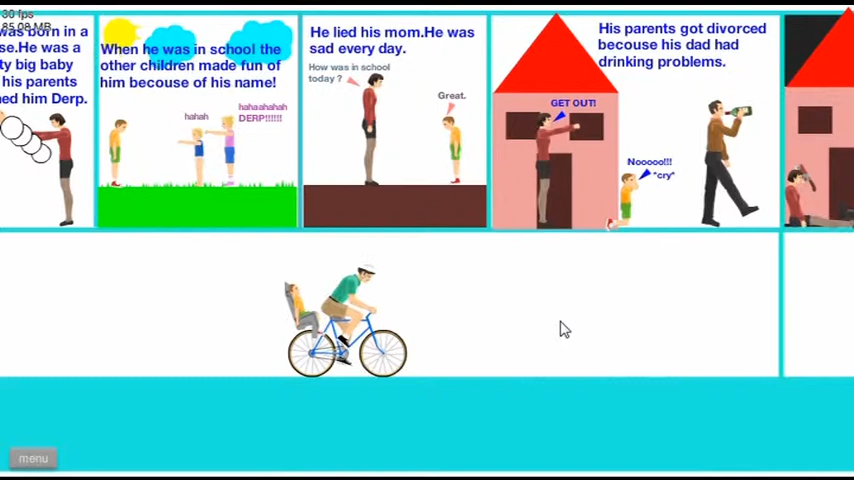 30 fps
85.09 MB
was born in a
se.He was a
ty big baby
his parents
ned him Derp.
When he was in school the
other children made fun of
him becouse of his name!
hahah
hahaahahah
DERP!!!!!!
He lied his mom.He was
sad every day.
How was in school
today ?
Great.
His parents got divorced
becouse his dad had
drinking problems.
GET OUT!
Nooooo!!!
*cry*
menu